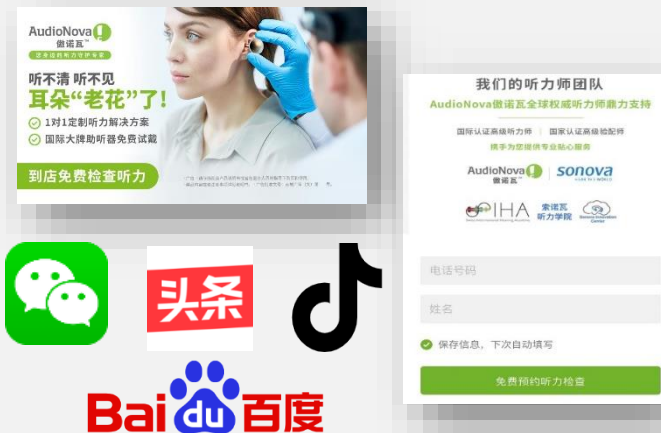 AudioNova
傲诺瓦™
听不清 听不见
耳朵“老花”了!
1对1定制听力解决方案
国际大牌助听器免费试戴
到店免费检查听力
我们的听力师团队
AudioNova傲诺瓦全球权威听力师鼎力支持
国际认证高级听力师 | 国家认证高级验配师
携手为您提供专业贴心服务
AudioNova
傲诺瓦™
sonova
HEAR THE WORLD
IHA
索诺瓦
听力学院
电话号码
姓名
保存信息，下次自动填写
免费预约听力检查
头条
Bai du 百度